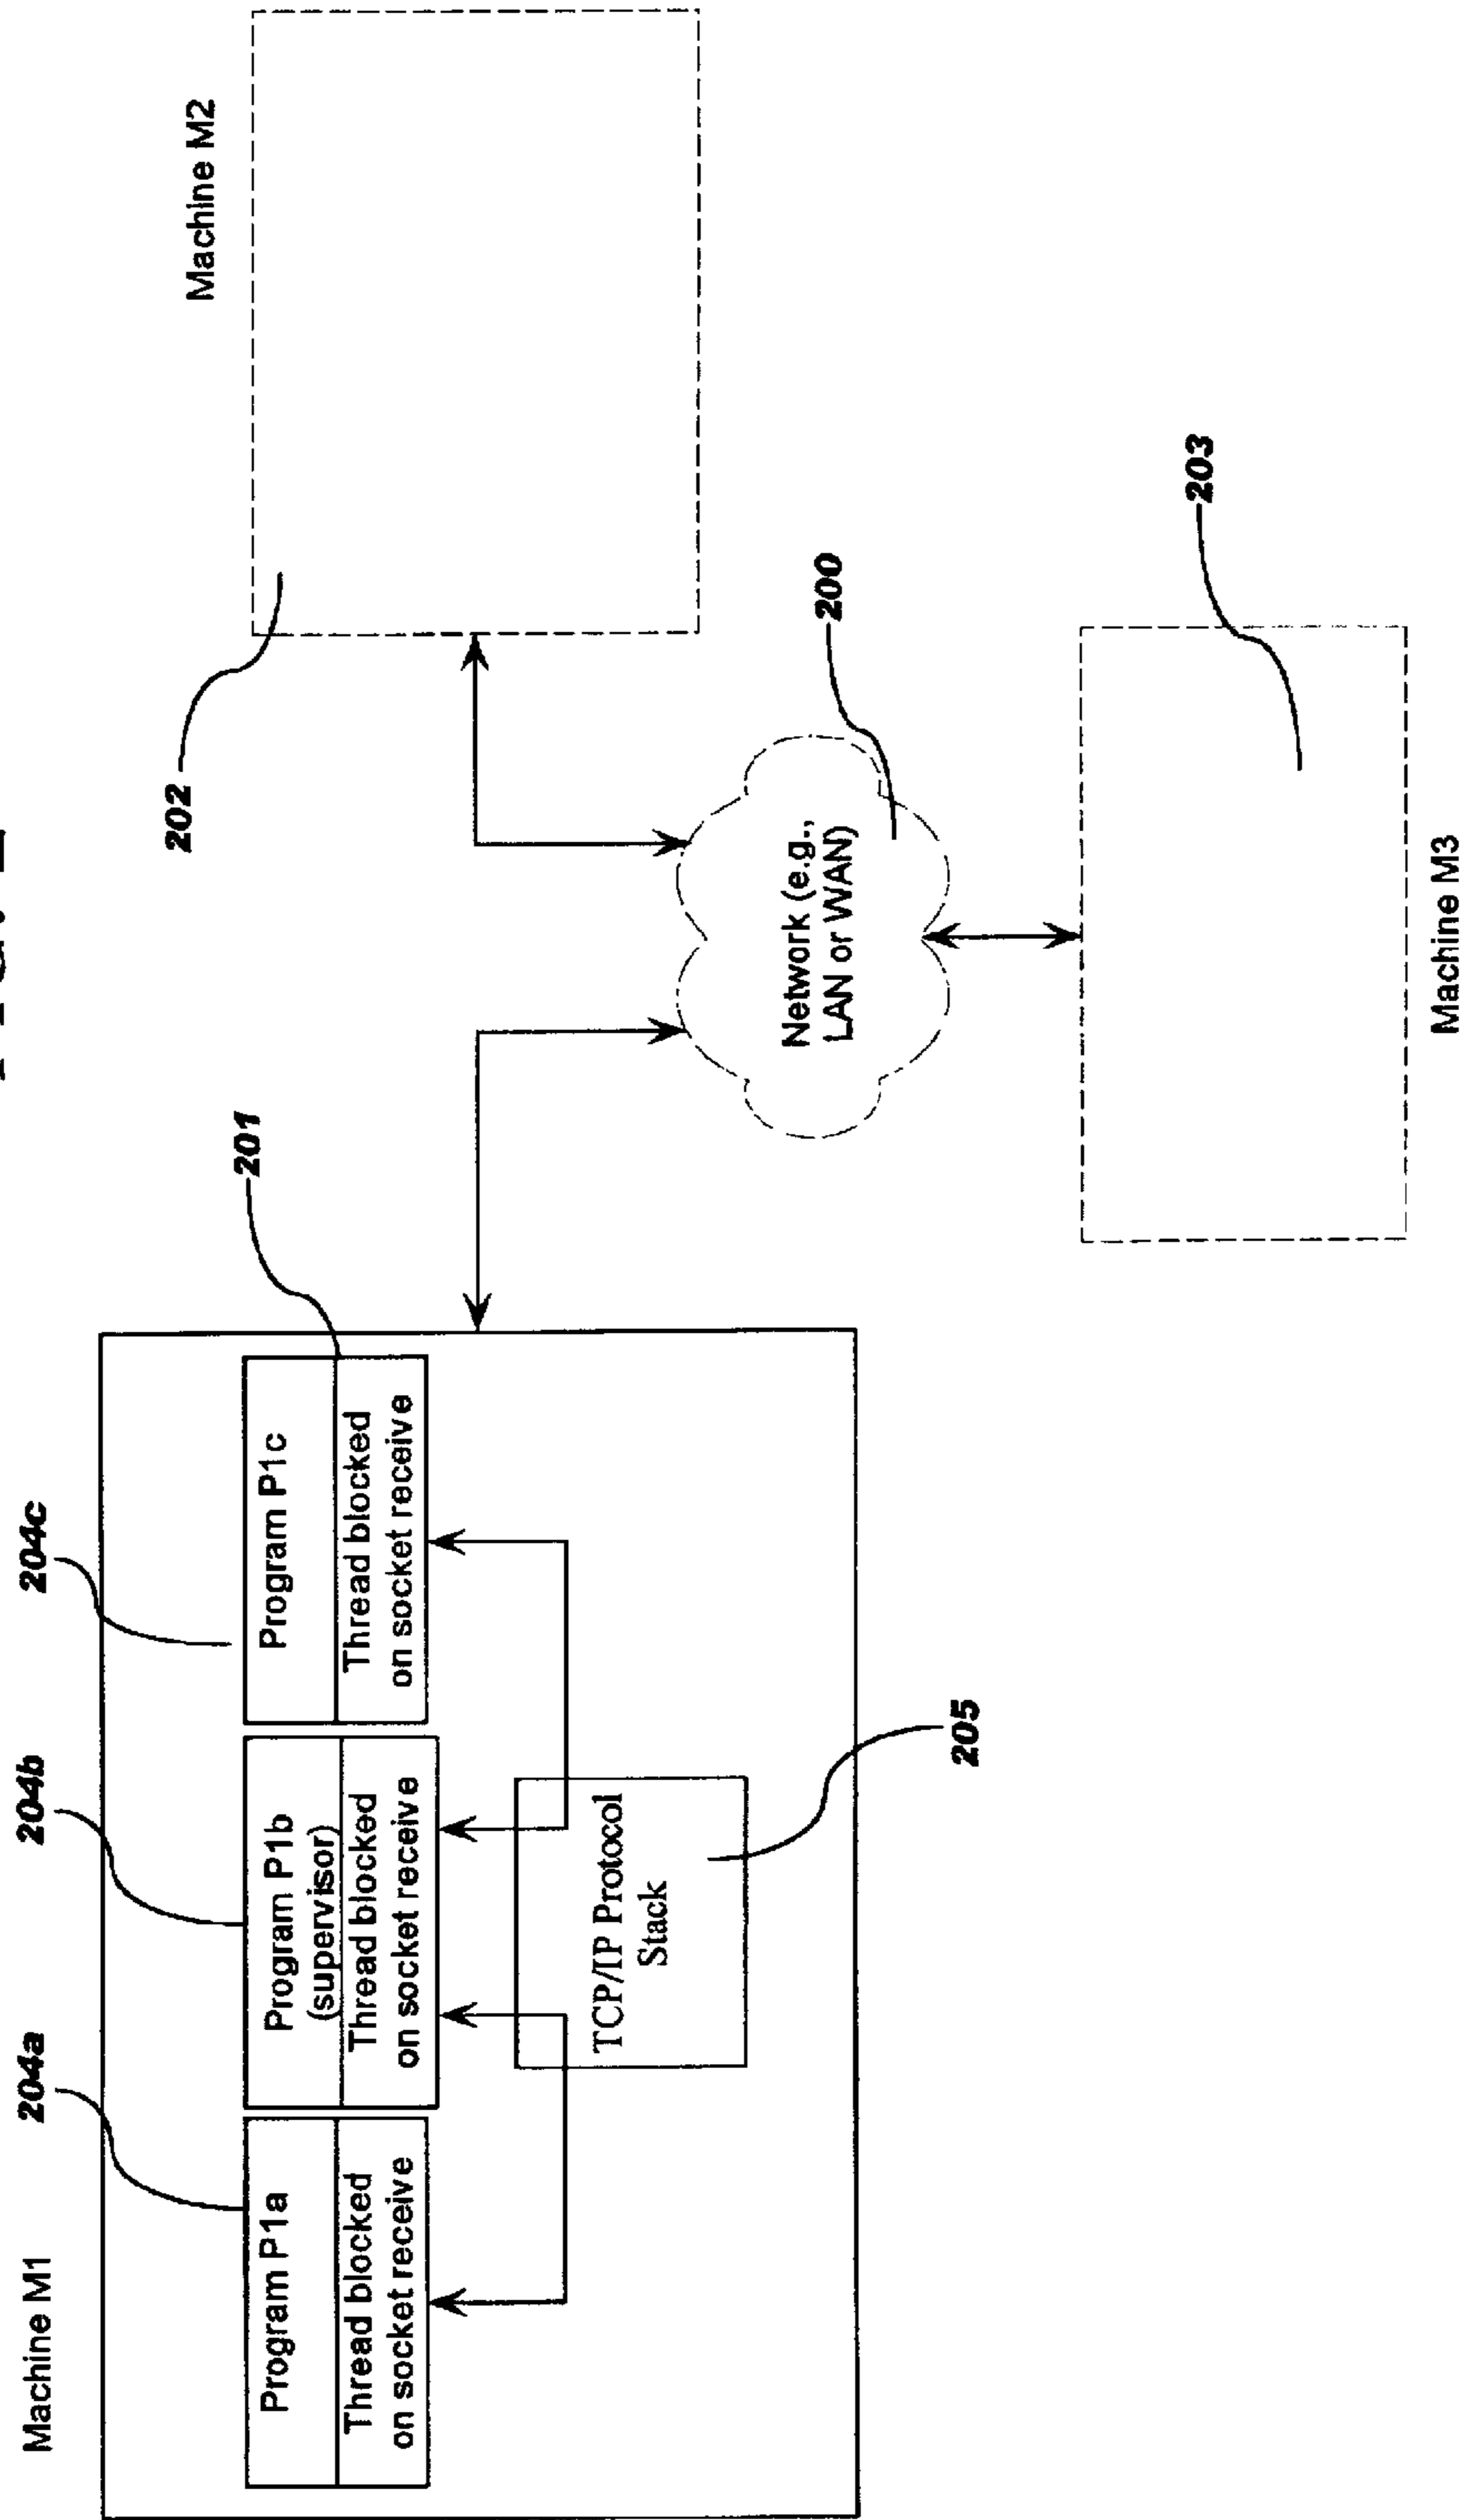 Machine M1
204a
204b
204c
Program P1a
Thread blocked
on socket receive
Program P1b
(supervisor)
Thread blocked
on socket receive
Program P1c
Thread blocked
on socket receive
201
TCP/IP Protocol
Stack
205
202
Machine M2
Network (e.g.,
LAN or WAN)
200
203
Machine M3